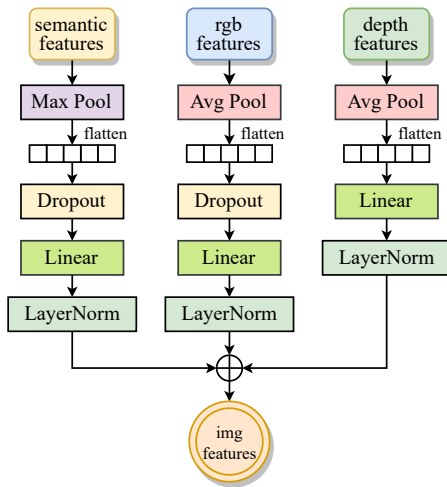 semantic
features
rgb
features
depth
features
Max Pool
Avg Pool
Avg Pool
flatten
flatten
flatten
Dropout
Dropout
Linear
Linear
Linear
LayerNorm
LayerNorm
LayerNorm
img
features